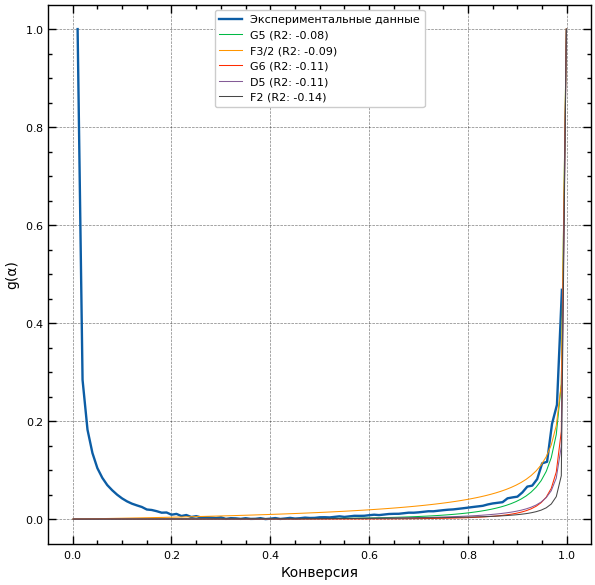 Экспериментальные данные
G5 (R2: -0.08)
F3/2 (R2: -0.09)
G6 (R2: -0.11)
D5 (R2: -0.11)
F2 (R2: -0.14)
1.0
0.8
0.6
0.4
0.2
0.0
g(α)
0.0 0.2 0.4 0.6 0.8 1.0
Конверсия